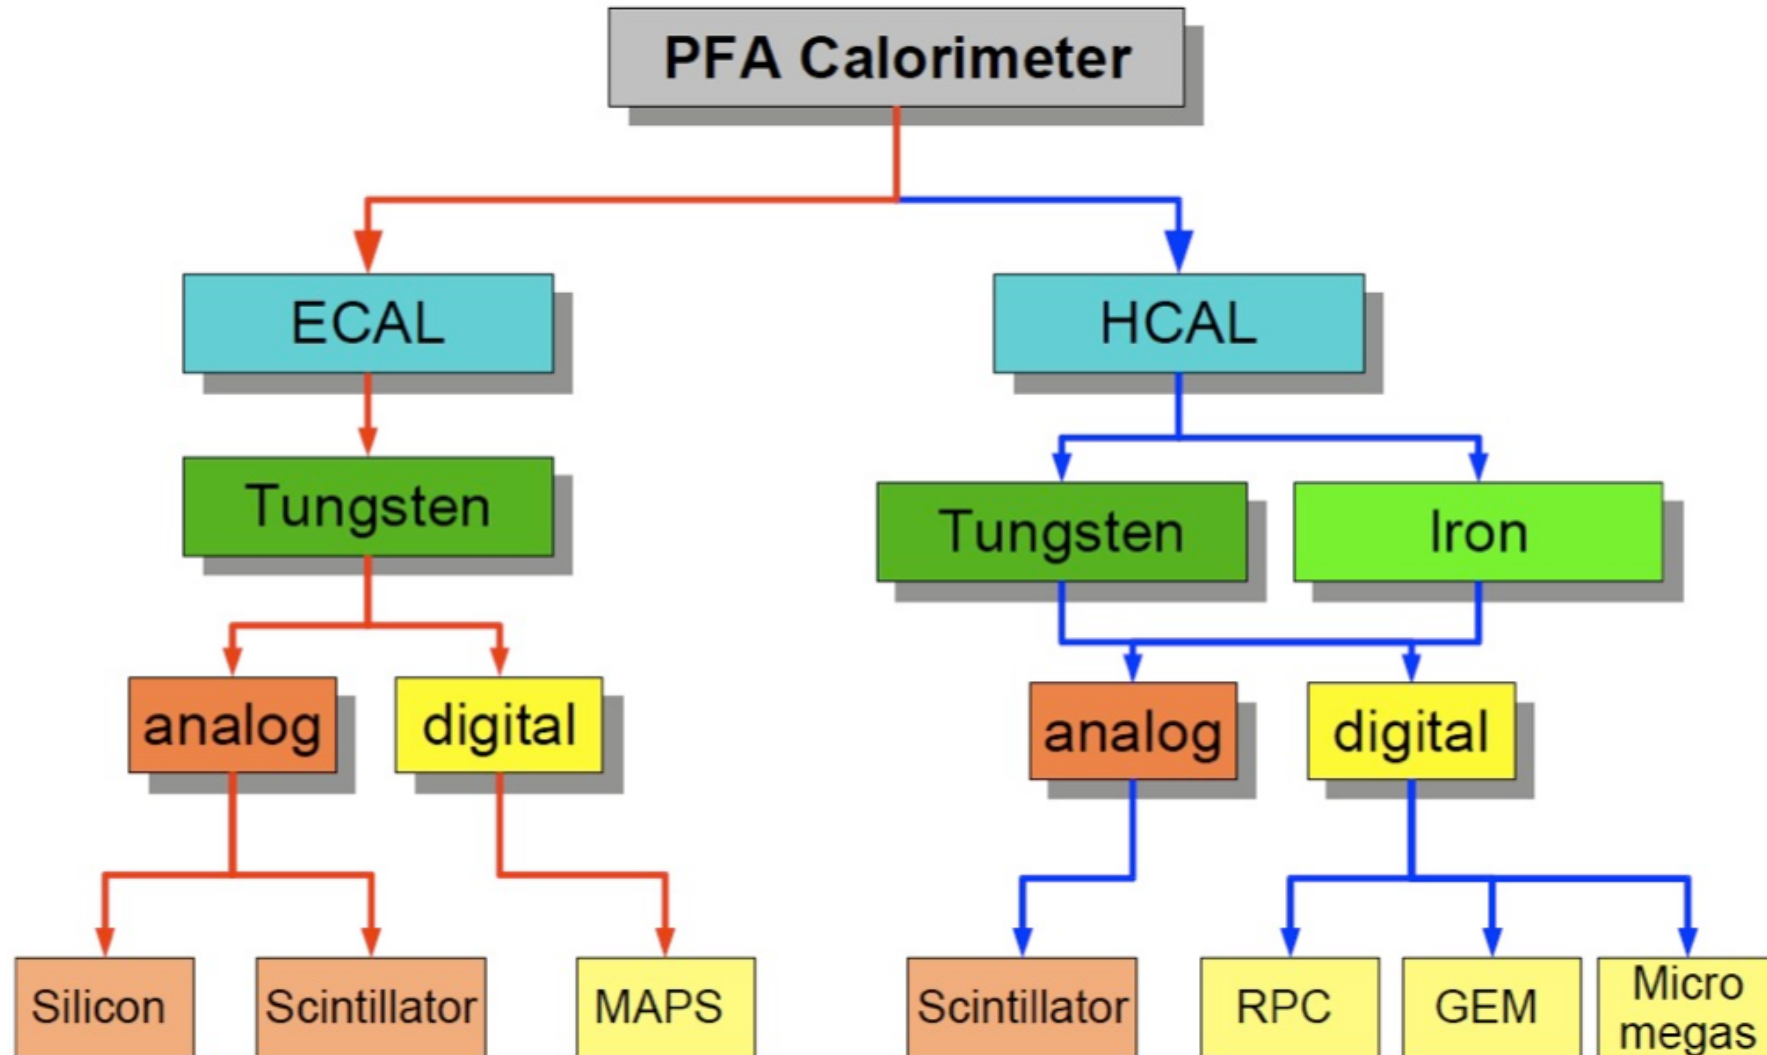 PFA Calorimeter
ECAL
HCAL
Tungsten
Tungsten
Iron
analog
digital
analog
digital
Silicon
Scintillator
MAPS
Scintillator
RPC
GEM
Micro
megas